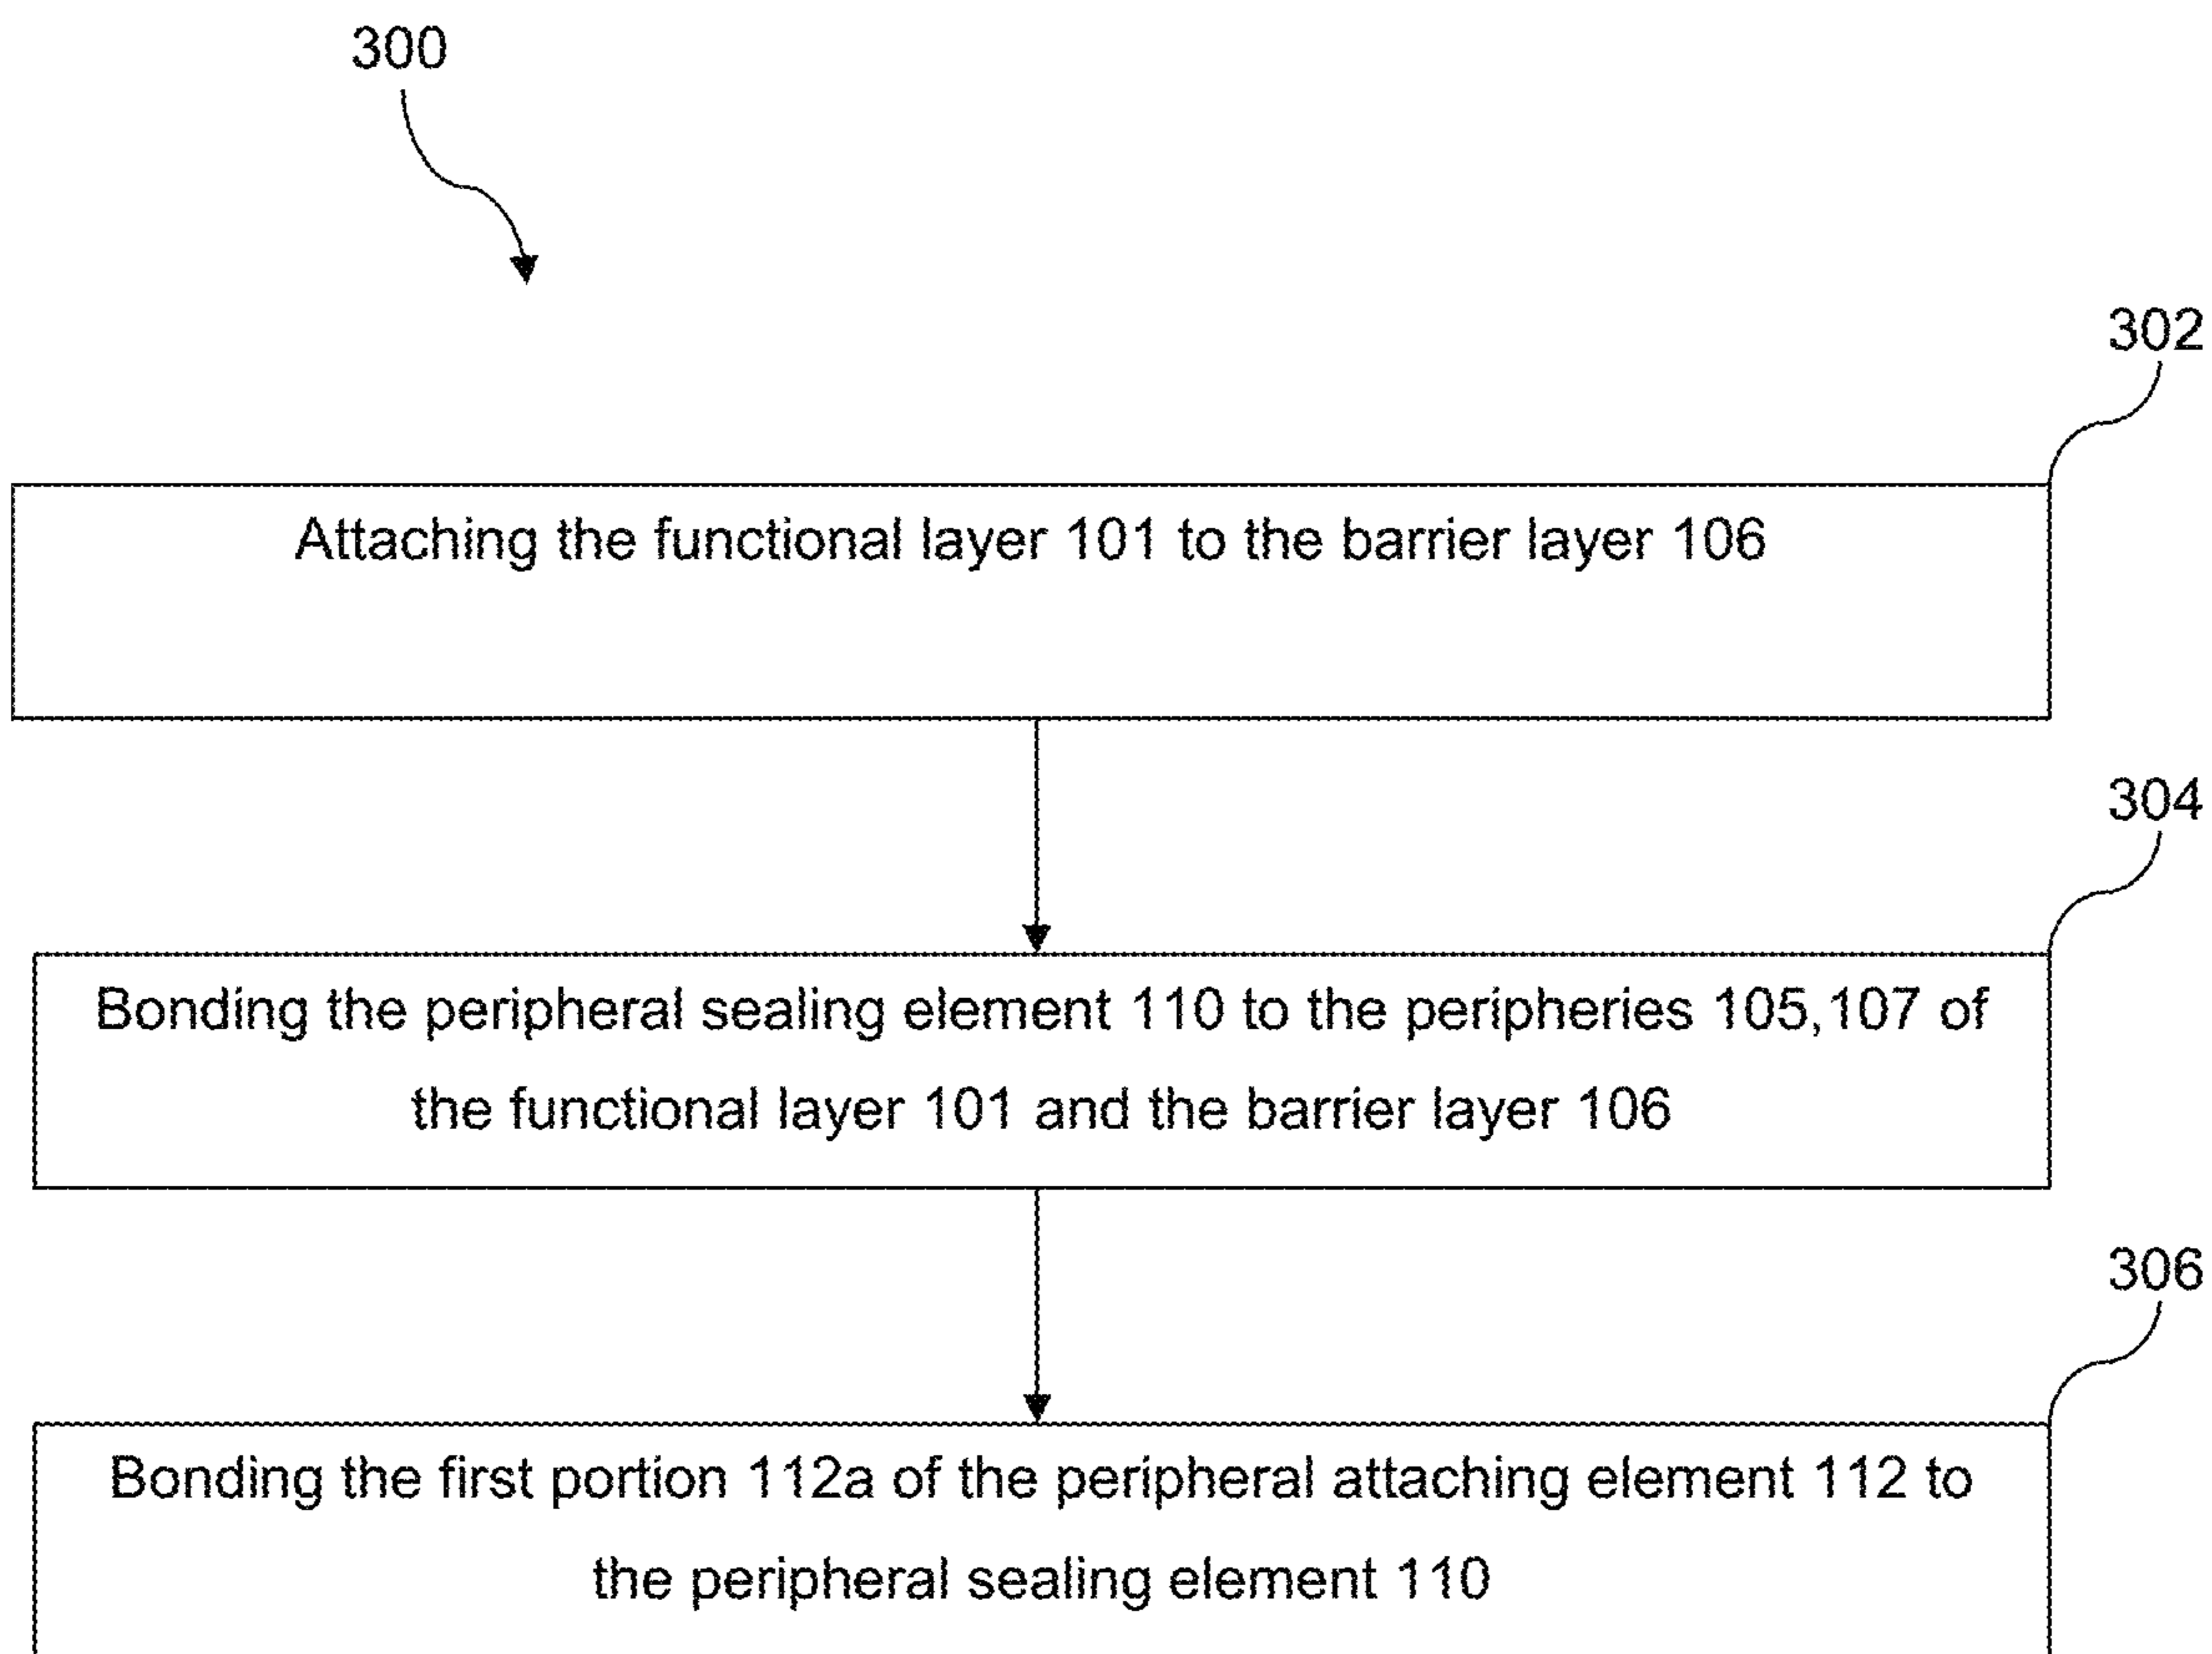 300
302
Attaching the functional layer 101 to the barrier layer 106
304
Bonding the peripheral sealing element 110 to the peripheries 105,107 of
the functional layer 101 and the barrier layer 106
306
Bonding the first portion 112a of the peripheral attaching element 112 to
the peripheral sealing element 110